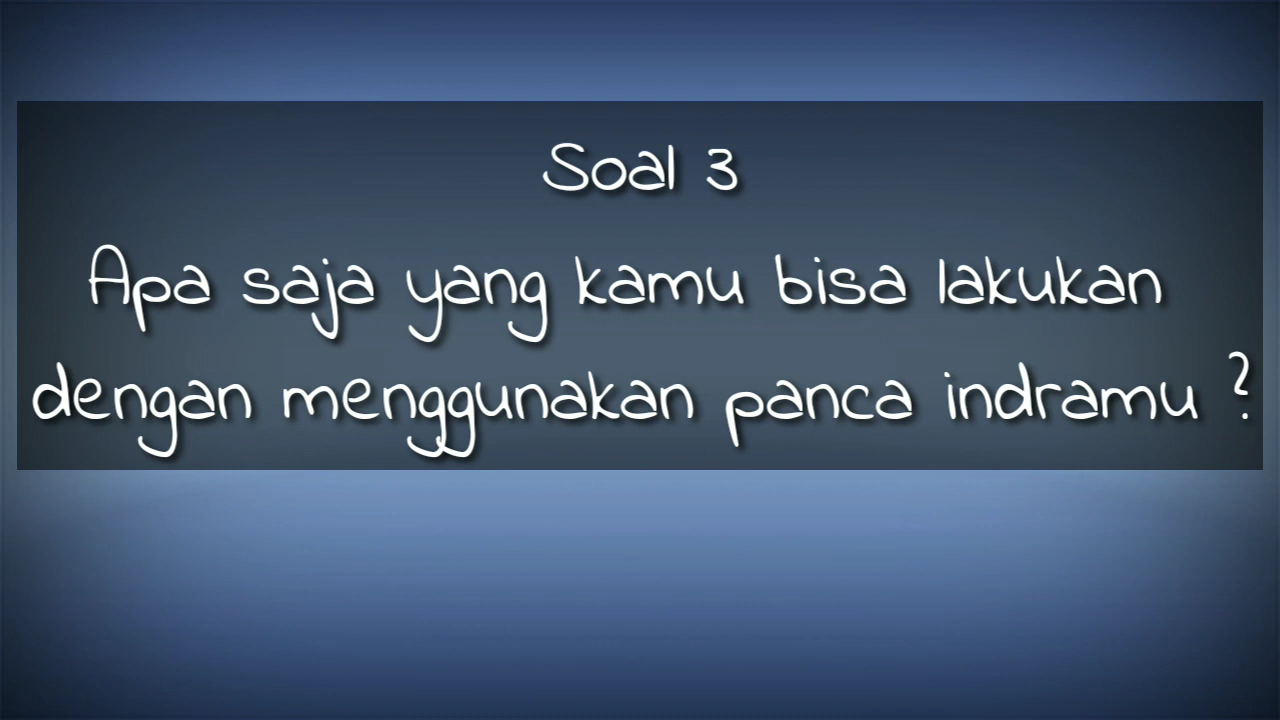 Soal 3
Apa saja yang kamu bisa lakukan
dengan menggunakan panca indramu ?